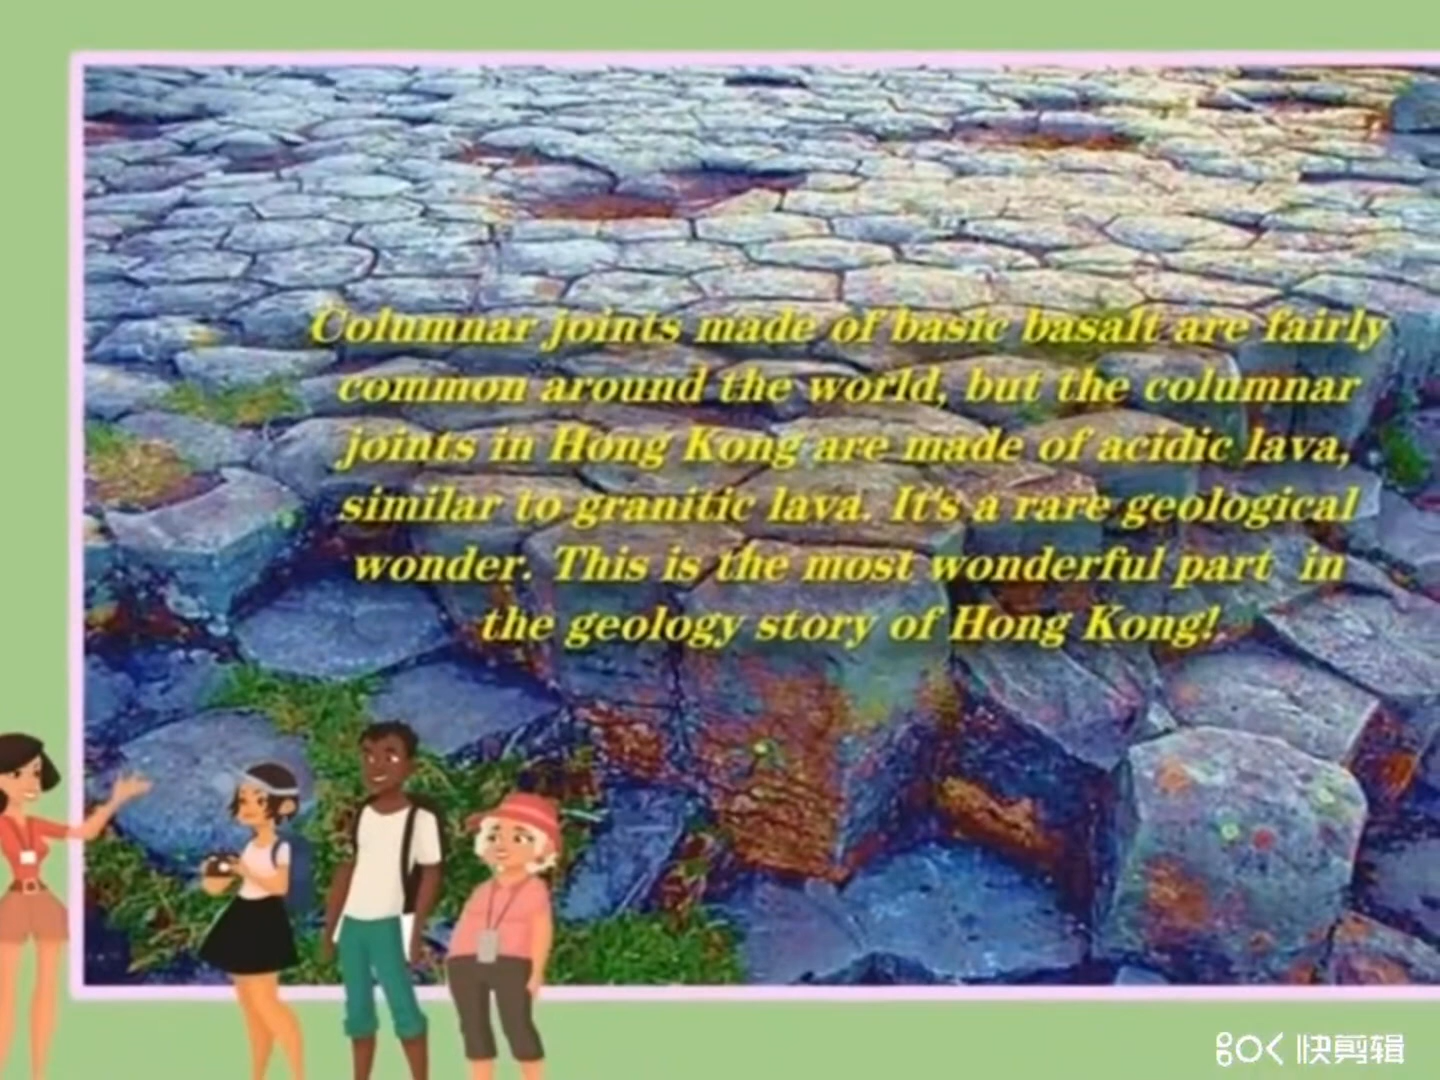 Columnar joints made of basic basalt are fairly
common around the world, but the columnar
joints in Hong Kong are made of acidic lava,
similar to granitic lava. It's a rare geological
wonder. This is the most wonderful part in
the geology story of Hong Kong!
快剪辑